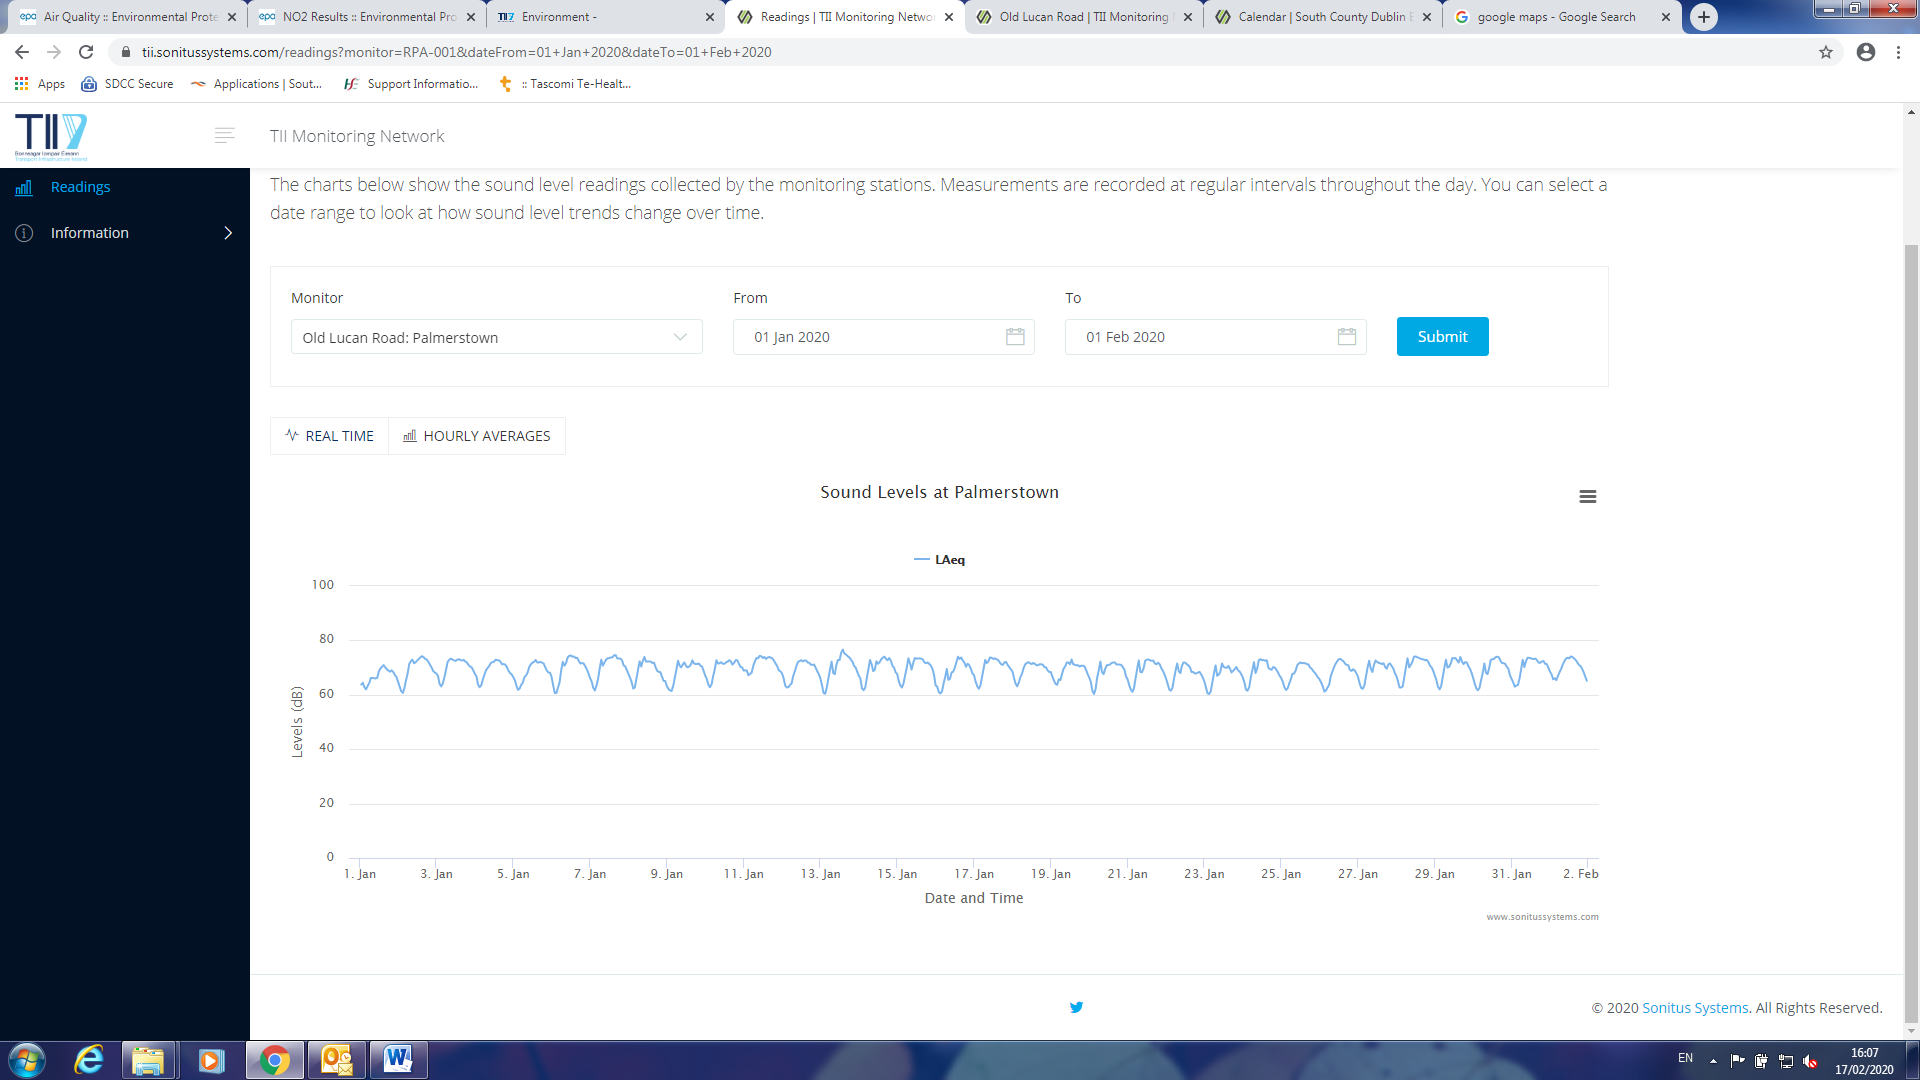 Air Quality :: Environmental Prote
NO2 Results :: Environmental Pro
Environment -
Readings | TII Monitoring Networ
Old Lucan Road | TII Monitoring
Calendar | South County Dublin
google maps - Google Search
tii.sonitussystems.com/readings?monitor=RPA-001&dateFrom=01+Jan+2020&dateTo=01+Feb+2020
Apps
SDCC Secure
Applications | Sout...
Support Informatio...
:: Tascomi Te-Healt...
TII
TII Monitoring Network
Readings
Information
The charts below show the sound level readings collected by the monitoring stations. Measurements are recorded at regular intervals throughout the day. You can select a
date range to look at how sound level trends change over time.
Monitor
From
To
Old Lucan Road: Palmerstown
01 Jan 2020
01 Feb 2020
Submit
REAL TIME
HOURLY AVERAGES
Sound Levels at Palmerstown
LAeq
100
80
60
40
20
0
Levels (dB)
1. Jan
3. Jan
5. Jan
7. Jan
9. Jan
11. Jan
13. Jan
15. Jan
17. Jan
19. Jan
21. Jan
23. Jan
25. Jan
27. Jan
29. Jan
31. Jan
2. Feb
Date and Time
www.sonitussystems.com
© 2020 Sonitus Systems. All Rights Reserved.
EN
16:07
17/02/2020